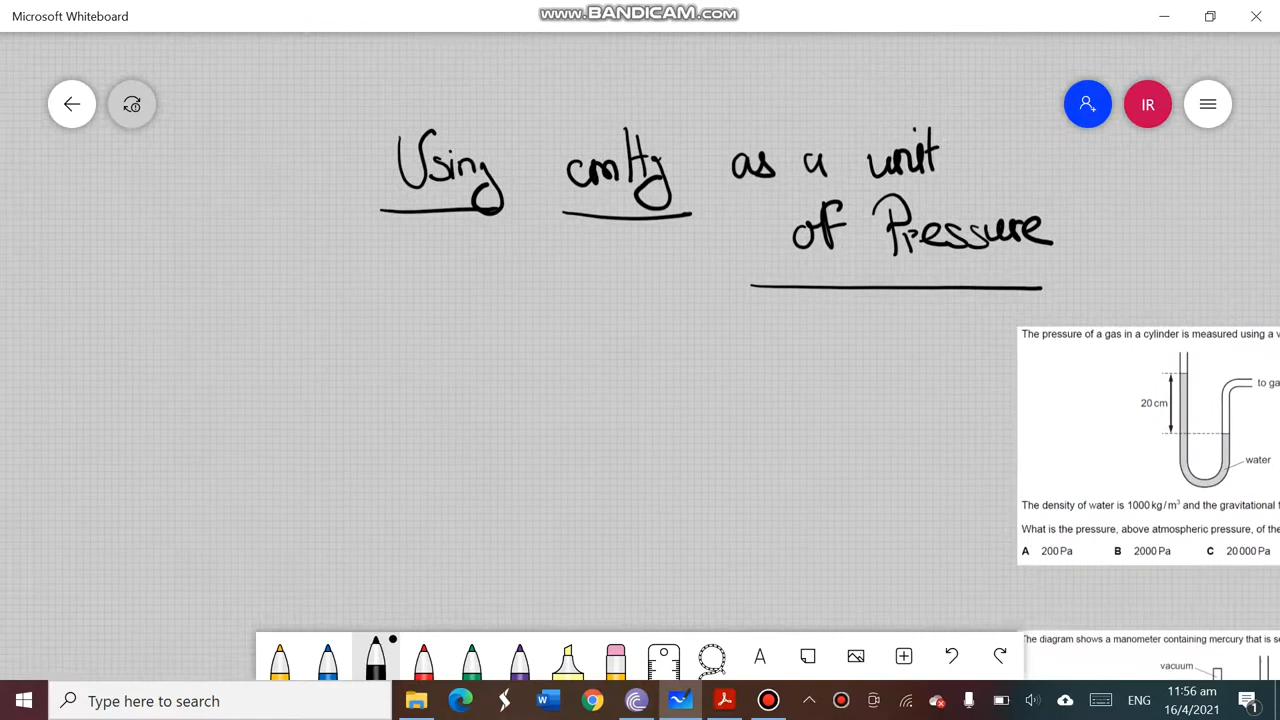 Microsoft Whiteboard
www.BANDICAM.com
IR
Using cmHg as a unit
of Pressure
The pressure of a gas in a cylinder is measured using a
20 cm
to ga
water
The density of water is 1000 kg/m³ and the gravitational f
What is the pressure, above atmospheric pressure, of the
A 200 Pa B 2000 Pa C 20 000 Pa
The diagram shows a manometer containing mercury that is se
vacuum
A
Type here to search
W
ENG
11:56 am
16/4/2021
1